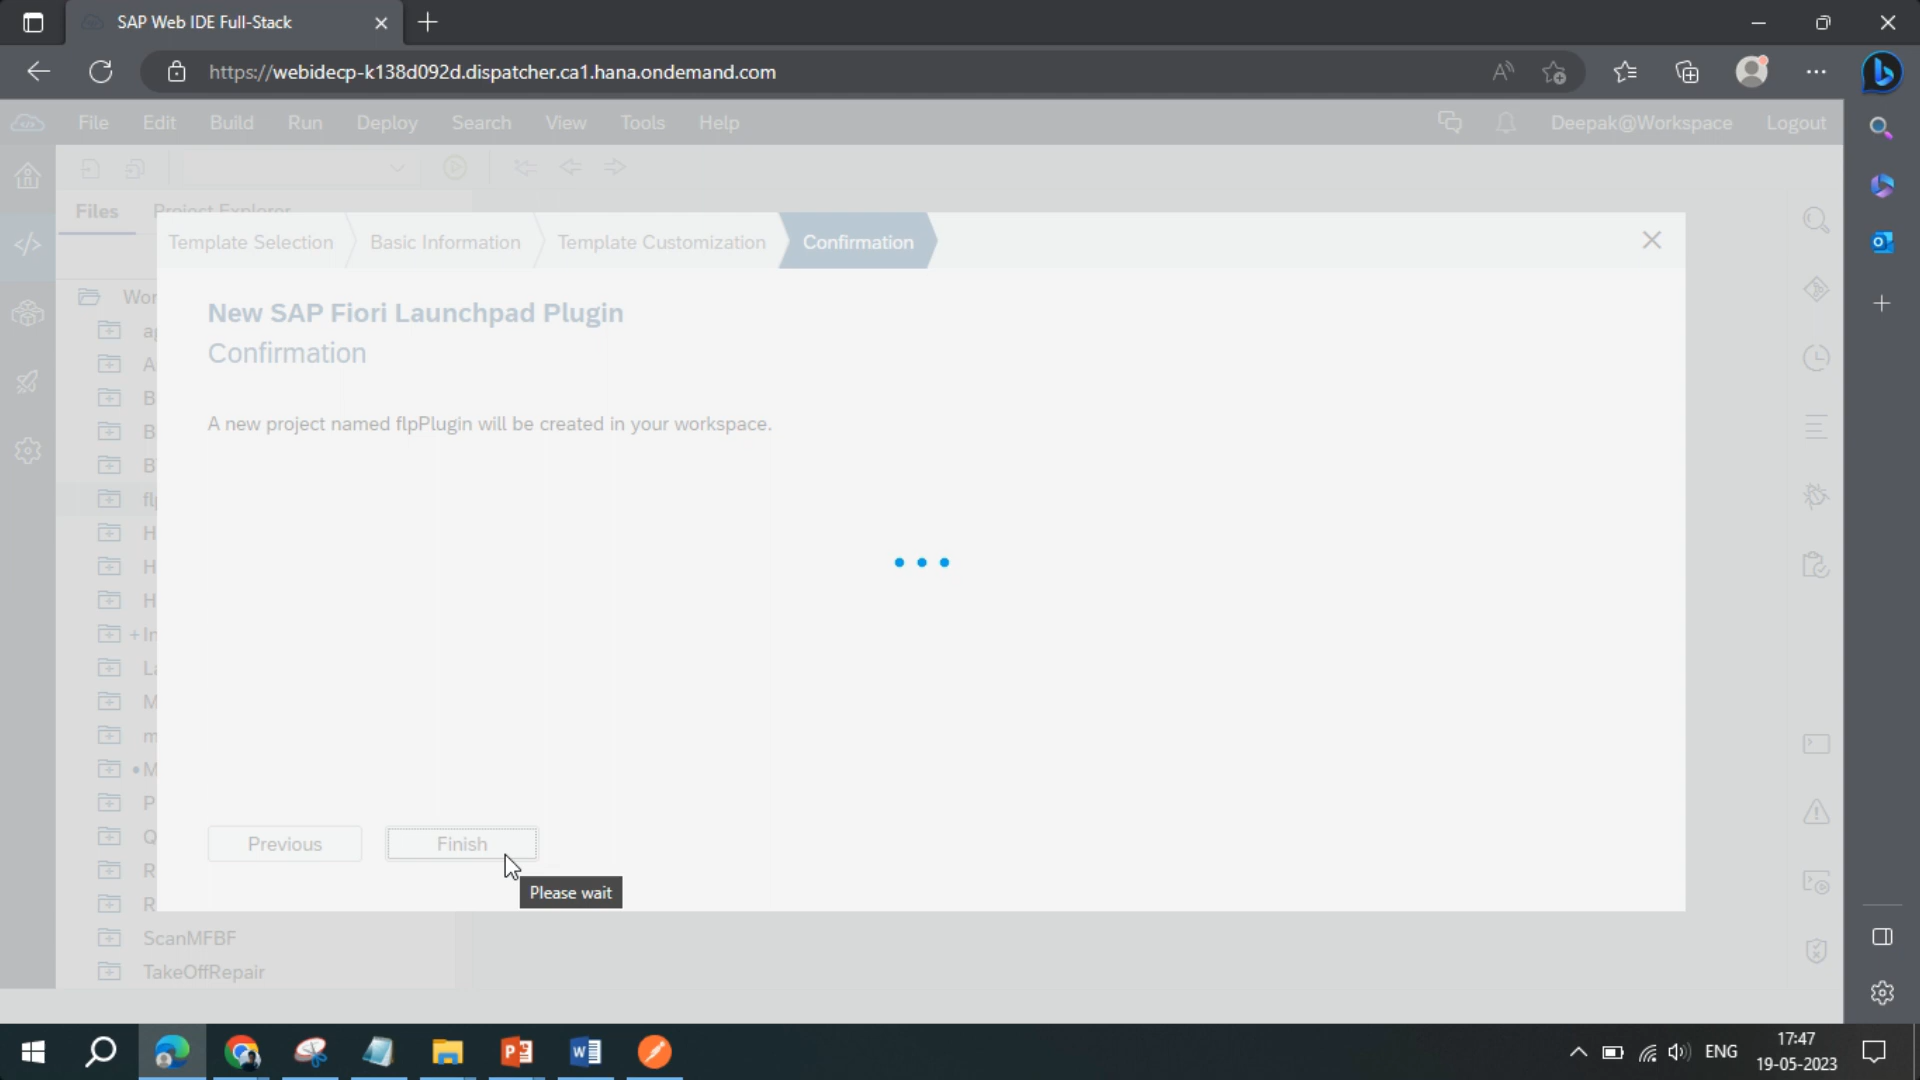 SAP Web IDE Full-Stack
https://webidecp-k138d092d.dispatcher.ca1.hana.ondemand.com
File Edit Build Run Deploy Search View Tools Help Deepak@Workspace Logout
Files Project Explorer
Template Selection Basic Information Template Customization Confirmation
New SAP Fiori Launchpad Plugin
Confirmation
A new project named flpPlugin will be created in your workspace.
Previous Finish
Please wait
ScanMFBF
TakeOffRepair
ENG
17:47
19-05-2023